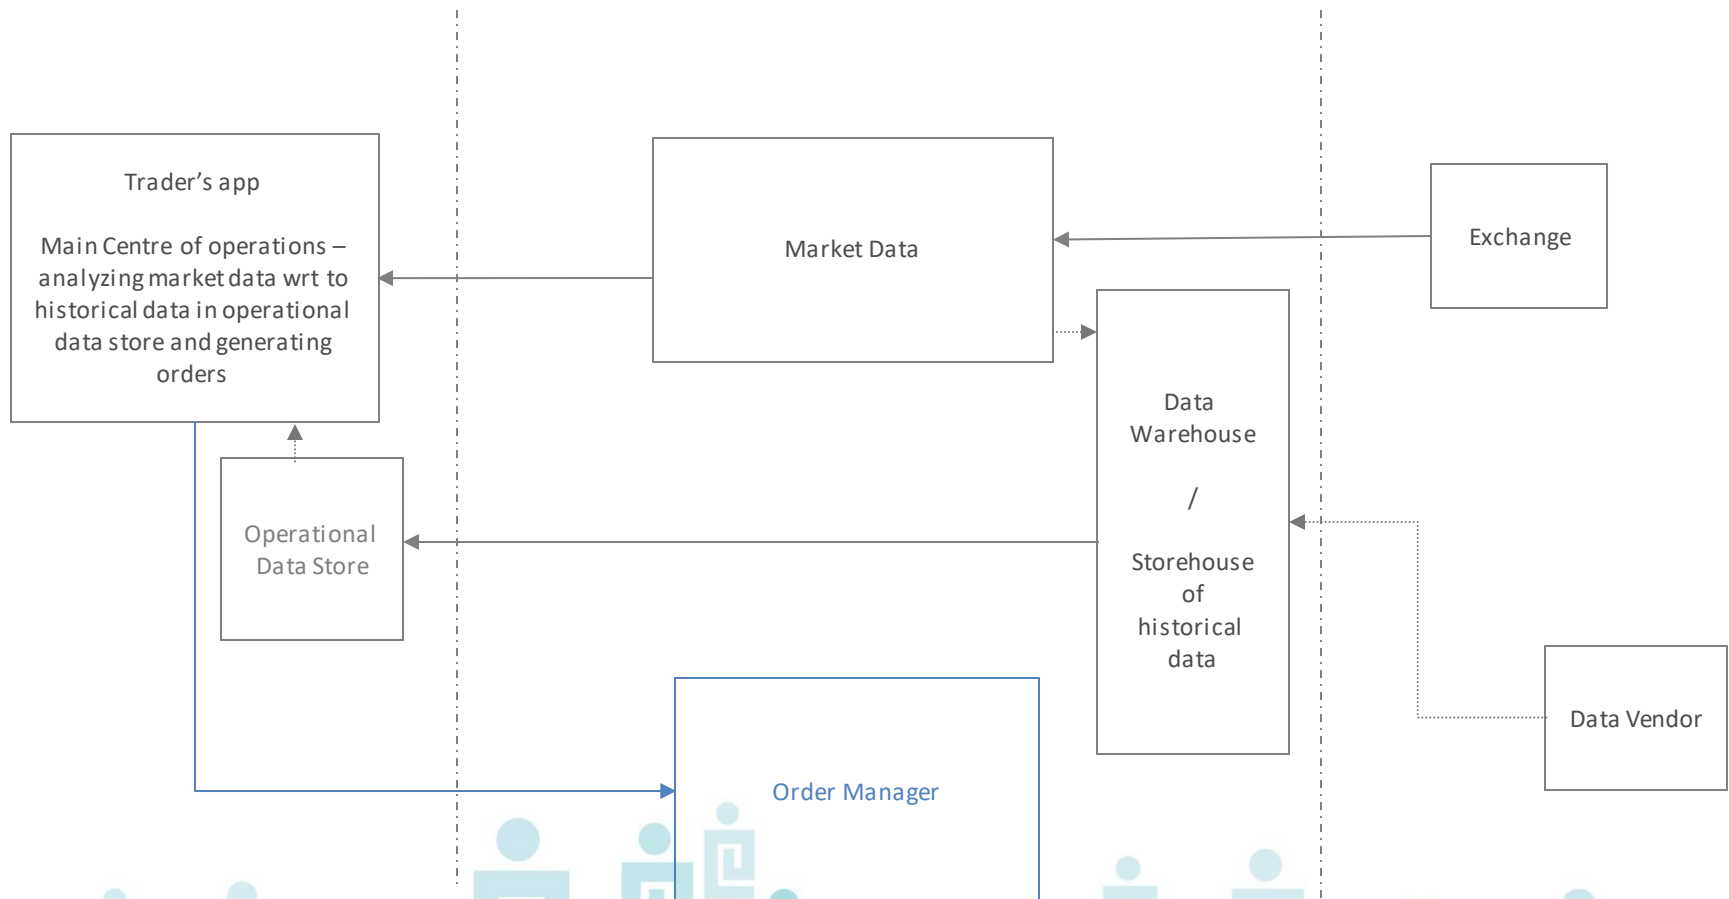 Trader’s app
Main Centre of operations –
analyzing market data wrt to
historical data in operational
data store and generating
orders
Market Data
Exchange
Data
Warehouse
/
Storehouse
of
historical
data
Operational
Data Store
Data Vendor
Order Manager